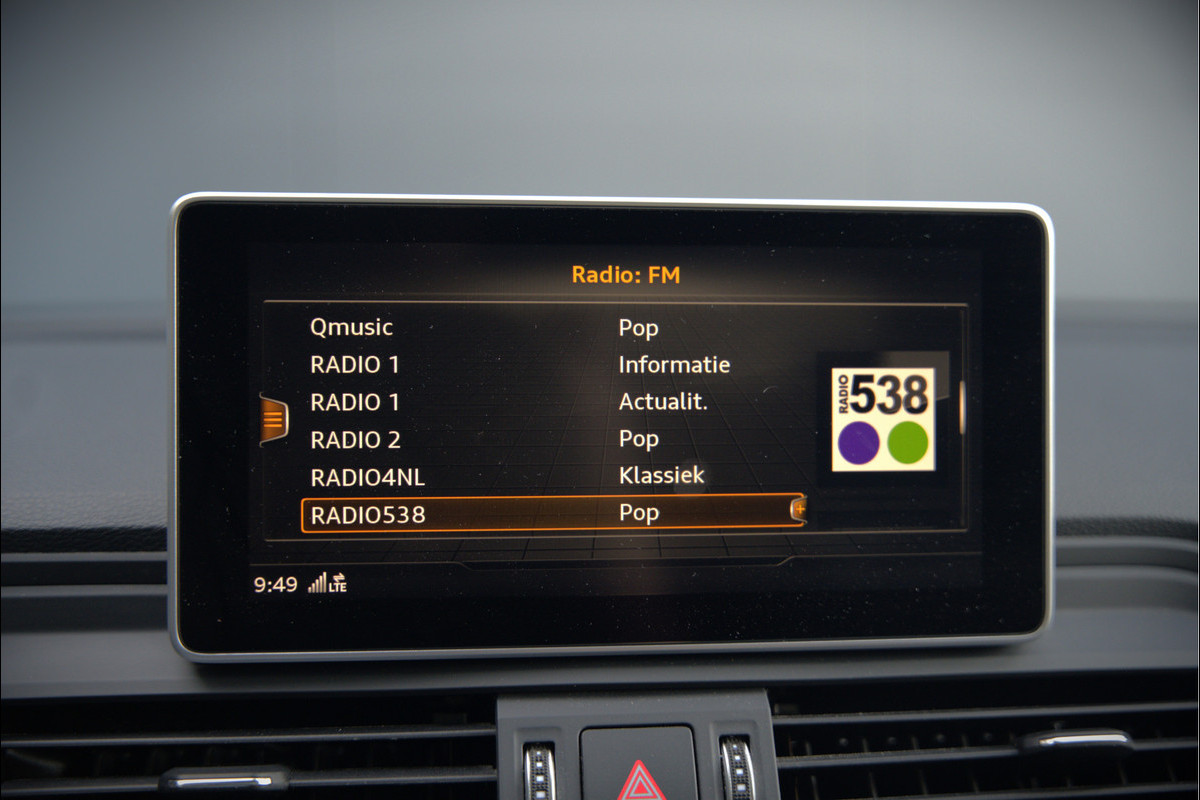 Radio: FM
Qmusic Pop
RADIO 1 Informatie
RADIO 1 Actualit.
RADIO 2 Pop
RADIO4NL Klassiek
RADIO538 Pop
RADIO 538
9:49 LTE